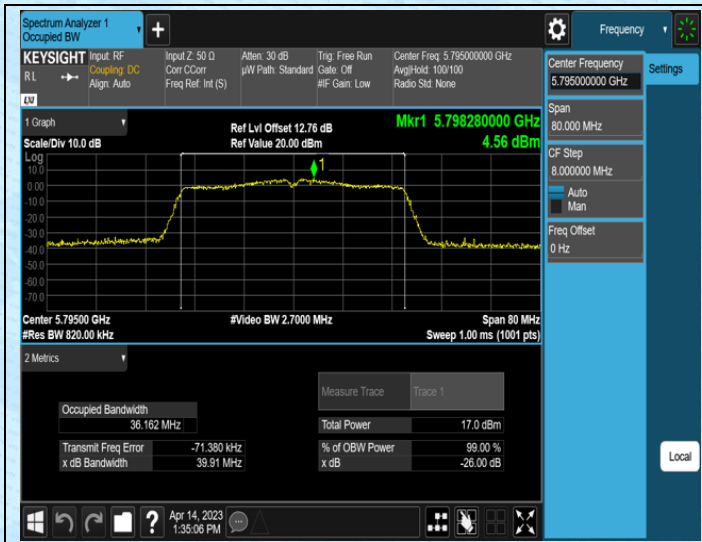 Spectrum Analyzer 1
Occupied BW
+
Frequency
KEYSIGHT
R L
LXI
Input: RF
Coupling: DC
Align: Auto
Input Z: 50 Ω
Corr CCorr
Freq Ref: Int (S)
Atten: 30 dB
µW Path: Standard
Trig: Free Run
Gate: Off
#IF Gain: Low
Center Freq: 5.795000000 GHz
Avg|Hold: 100/100
Radio Std: None
Center Frequency
5.795000000 GHz
Settings
Span
80.000 MHz
CF Step
8.000000 MHz
Auto
Man
Freq Offset
0 Hz
Local
1 Graph
Scale/Div 10.0 dB
Ref Lvl Offset 12.76 dB
Ref Value 20.00 dBm
Mkr1 5.798280000 GHz
4.56 dBm
Log
10.0
0.00
-10.0
-20.0
-30.0
-40.0
-50.0
-60.0
-70.0
1
Center 5.79500 GHz
#Res BW 820.00 kHz
#Video BW 2.7000 MHz
Span 80 MHz
Sweep 1.00 ms (1001 pts)
2 Metrics
Measure Trace
Trace 1
Occupied Bandwidth
36.162 MHz
Total Power
17.0 dBm
Transmit Freq Error
-71.380 kHz
% of OBW Power
99.00 %
x dB Bandwidth
39.91 MHz
x dB
-26.00 dB
?
Apr 14, 2023
1:35:06 PM